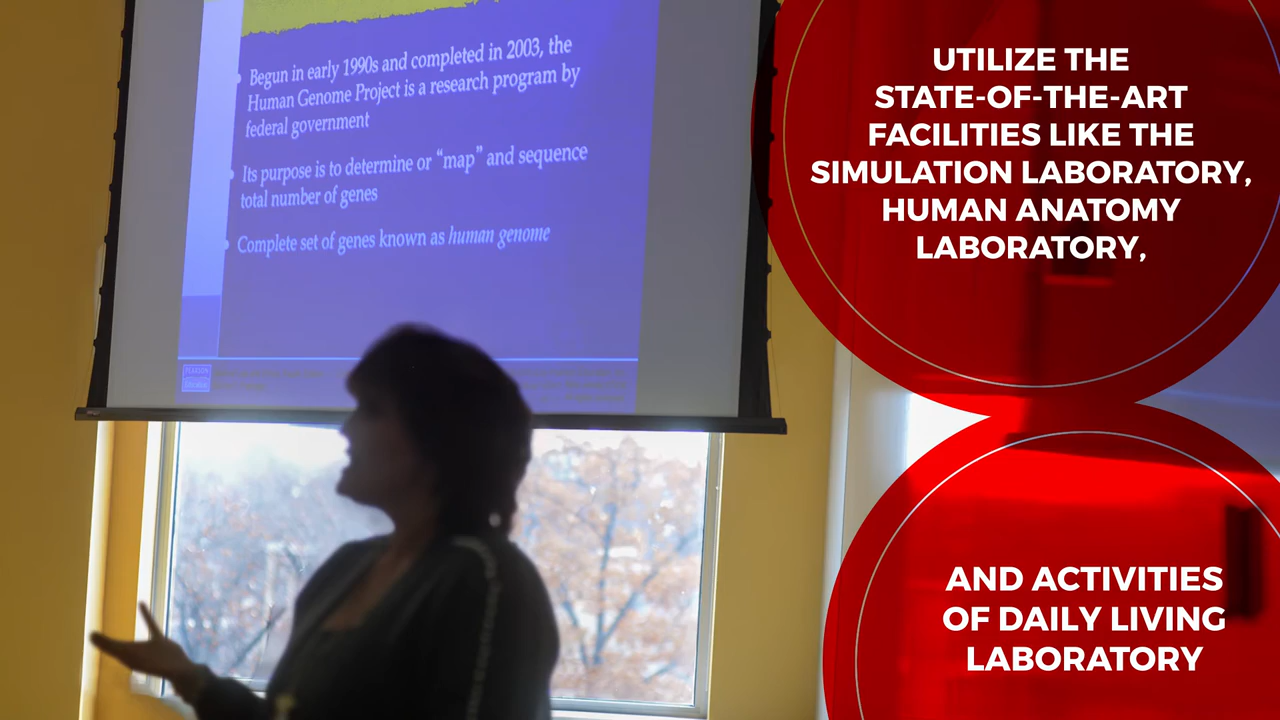 Begun in early 1990s and completed in 2003, the
Human Genome Project is a research program by
federal government
Its purpose is to determine or “map” and sequence
total number of genes
Complete set of genes known as human genome
PEARSON
Education
UTILIZE THE
STATE-OF-THE-ART
FACILITIES LIKE THE
SIMULATION LABORATORY,
HUMAN ANATOMY
LABORATORY,
AND ACTIVITIES
OF DAILY LIVING
LABORATORY